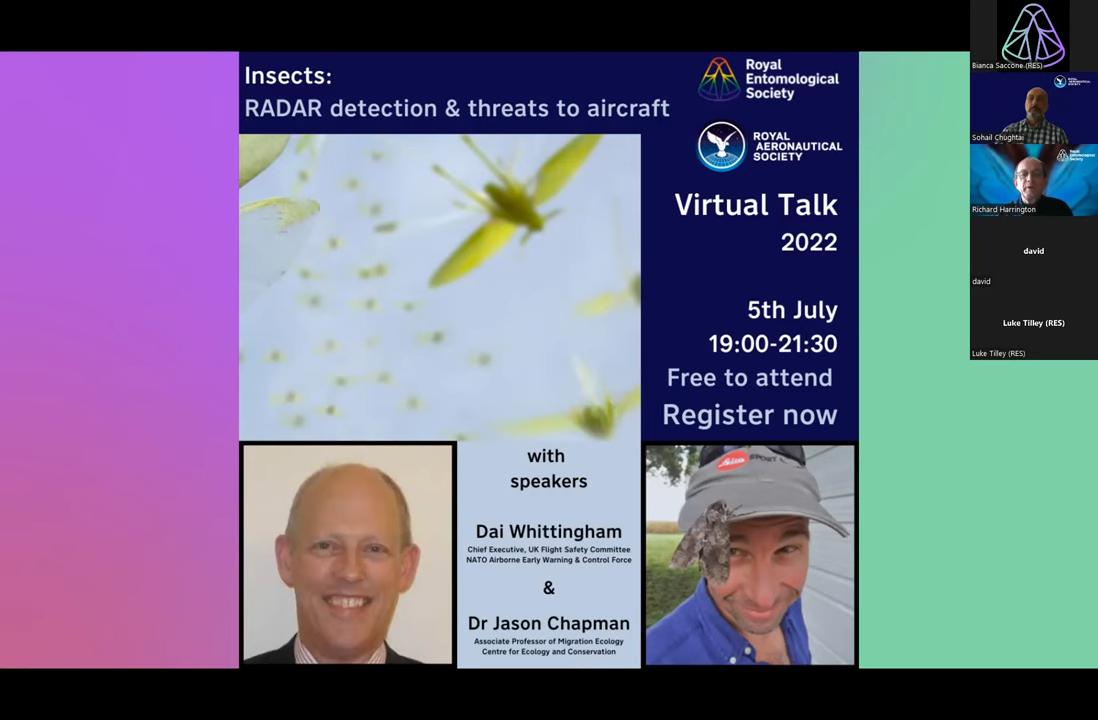 Insects:
RADAR detection & threats to aircraft
Royal
Entomological
Society
ROYAL
AERONAUTICAL
SOCIETY
Virtual Talk
2022
5th July
19:00-21:30
Free to attend
Register now
with
speakers
Dai Whittingham
Chief Executive, UK Flight Safety Committee
NATO Airborne Early Warning & Control Force
&
Dr Jason Chapman
Associate Professor of Migration Ecology
Centre for Ecology and Conservation
SPORT
Bianca Saccone (RES)
Sohail Chughtai
Richard Harrington
david
david
Luke Tilley (RES)
Luke Tilley (RES)